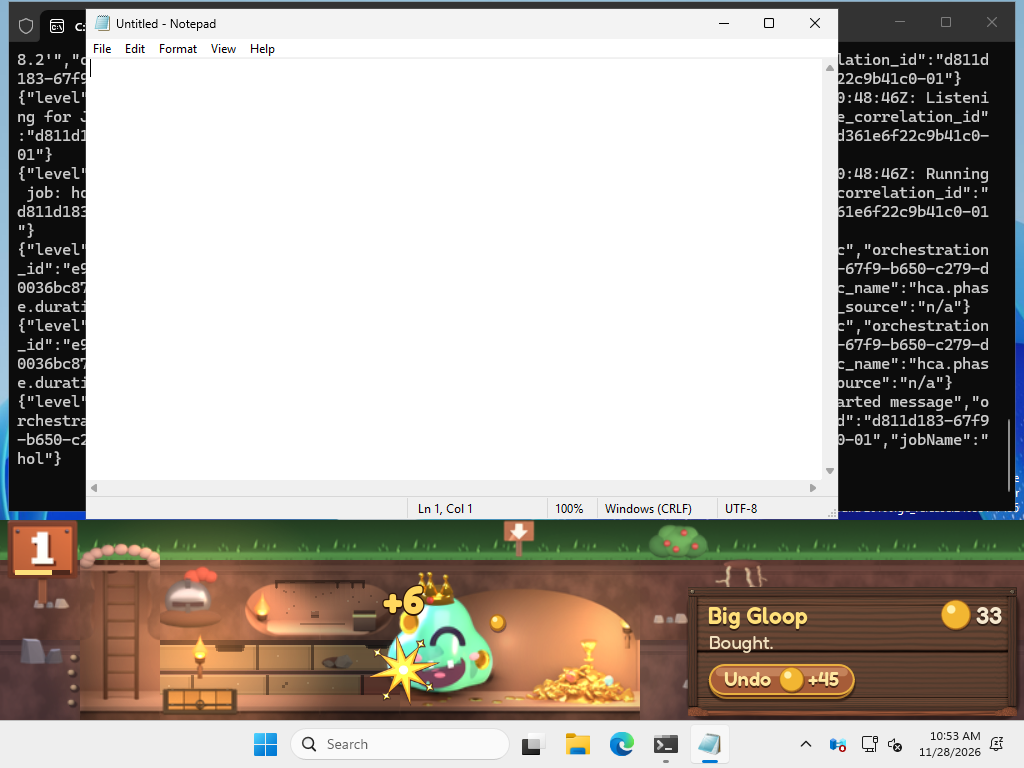 C:
Untitled - Notepad
File Edit Format View Help
8.2'","c
lation_id":"d811d
183-67f9
22c9b41c0-01"}
{"level"
0:48:46Z: Listeni
ng for J
e_correlation_id"
:"d811d1
d361e6f22c9b41c0-
01"}
{"level"
0:48:46Z: Running
job: ho
correlation_id":"
d811d183
61e6f22c9b41c0-01
"}
{"level"
c","orchestration
_id":"e9
-67f9-b650-c279-d
0036bc87
c_name":"hca.phas
e.durati
_source":"n/a"}
{"level"
c","orchestration
_id":"e9
-67f9-b650-c279-d
0036bc87
c_name":"hca.phas
e.durati
ource":"n/a"}
{"level"
arted message","o
rchestra
d":"d811d183-67f9
-b650-c2
0-01","jobName":"
hol"}
Ln 1, Col 1 100% Windows (CRLF) UTF-8
1
+6
Big Gloop 33
Bought.
Undo +45
Search
10:53 AM
11/28/2026